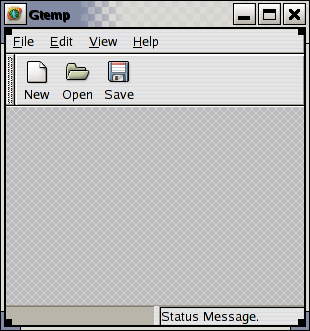 Gtemp
File Edit View Help
New Open Save
Status Message.